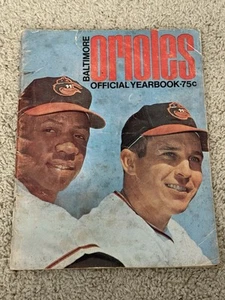 BALTIMORE
orioles
OFFICIAL YEARBOOK·75¢